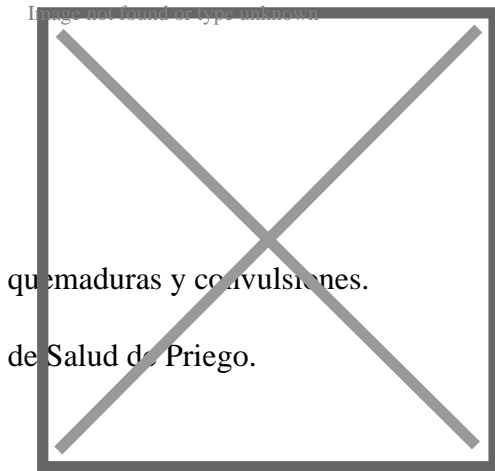 Image not found or type unknown
quemaduras y convulsiones.
de Salud de Priego.